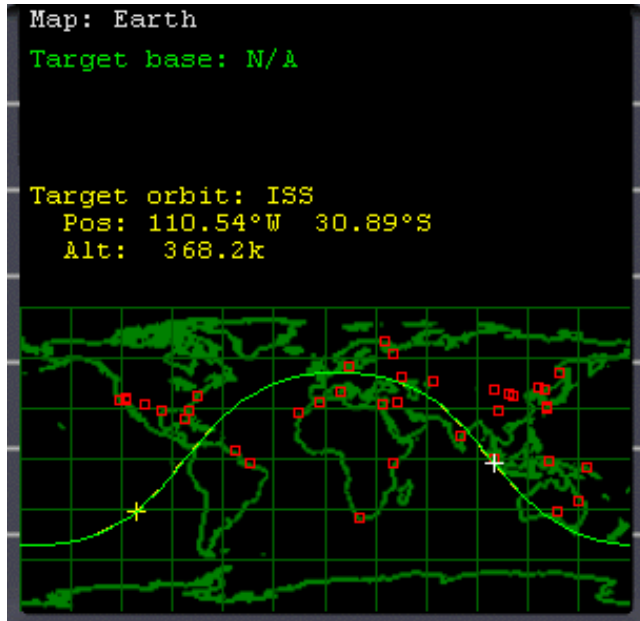 Map: Earth
Target base: N/A
Target orbit: ISS
Pos: 110.54°W 30.89°S
Alt: 368.2k